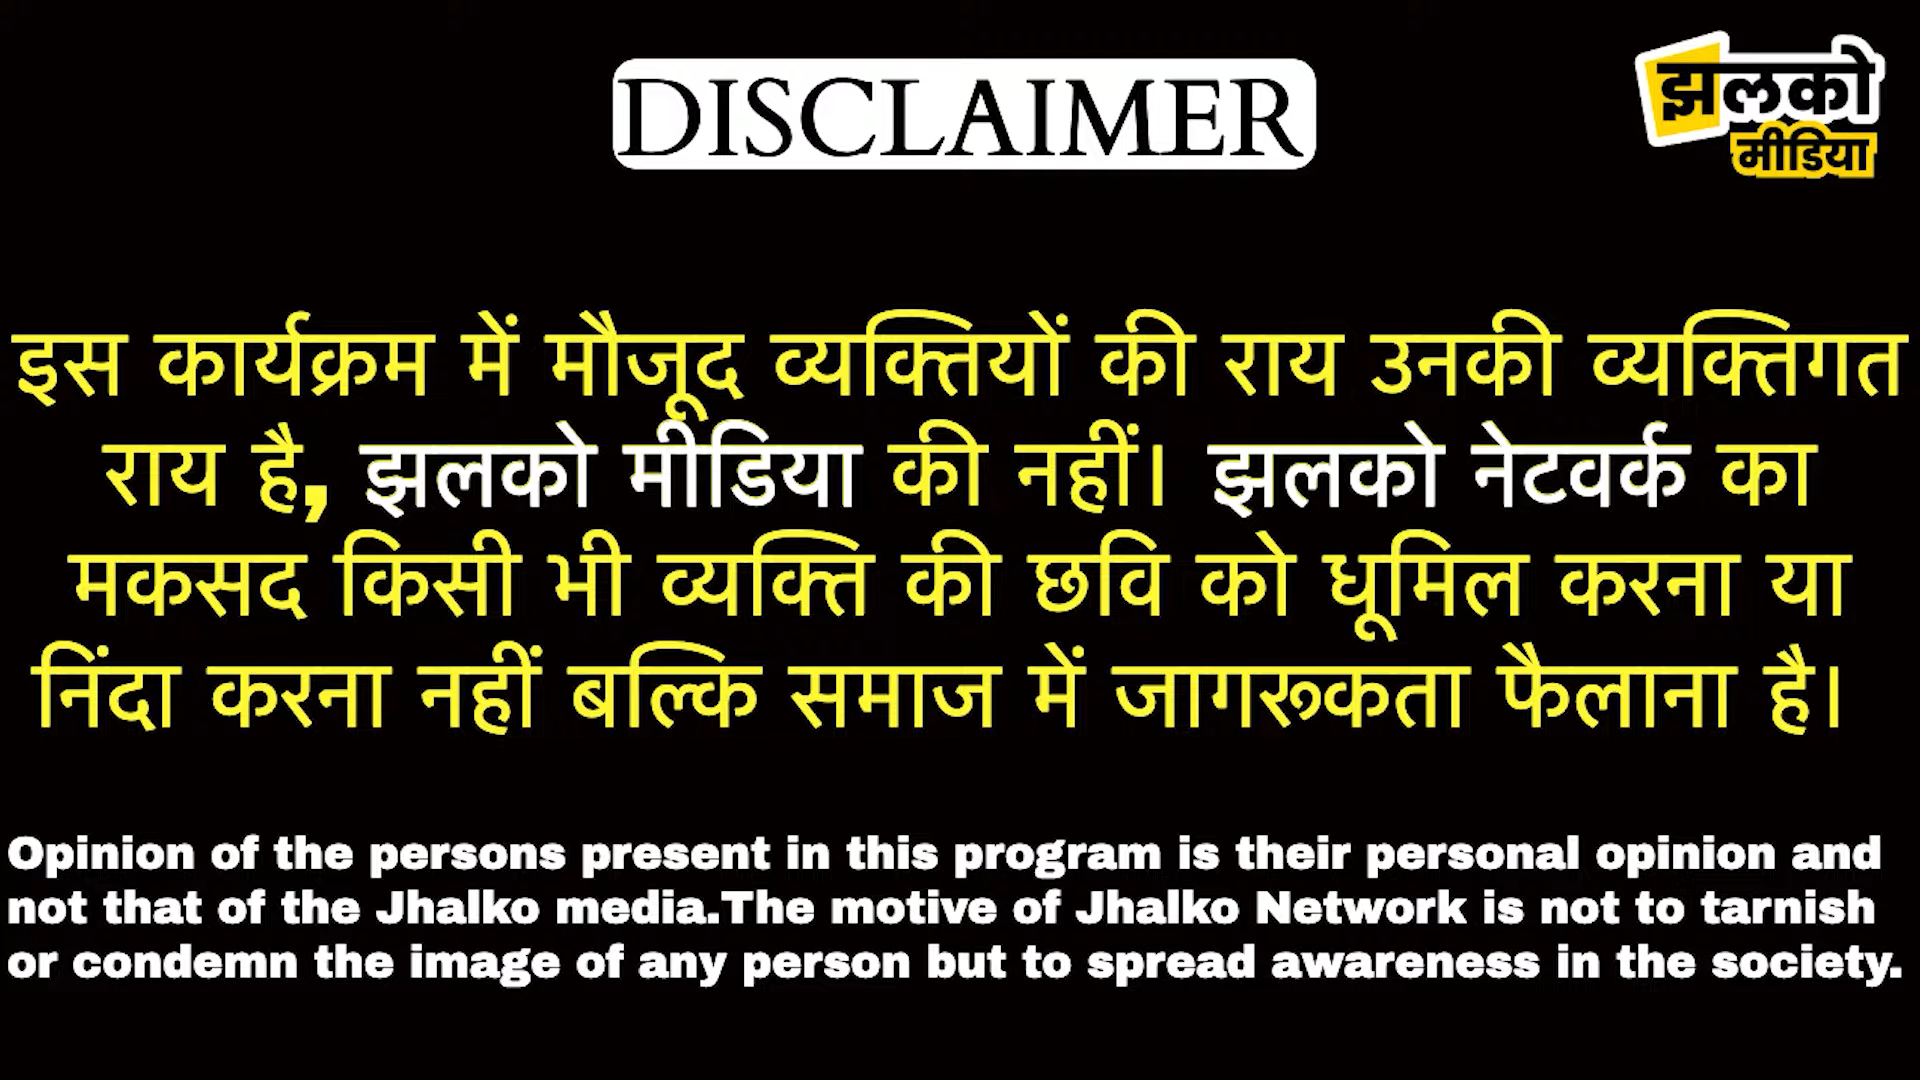 DISCLAIMER
झलको
मीडिया
इस कार्यक्रम में मौजूद व्यक्तियों की राय उनकी व्यक्तिगत
राय है, झलको मीडिया की नहीं। झलको नेटवर्क का
मकसद किसी भी व्यक्ति की छवि को धूमिल करना या
निंदा करना नहीं बल्कि समाज में जागरूकता फैलाना है।
Opinion of the persons present in this program is their personal opinion and
not that of the Jhalko media.The motive of Jhalko Network is not to tarnish
or condemn the image of any person but to spread awareness in the society.